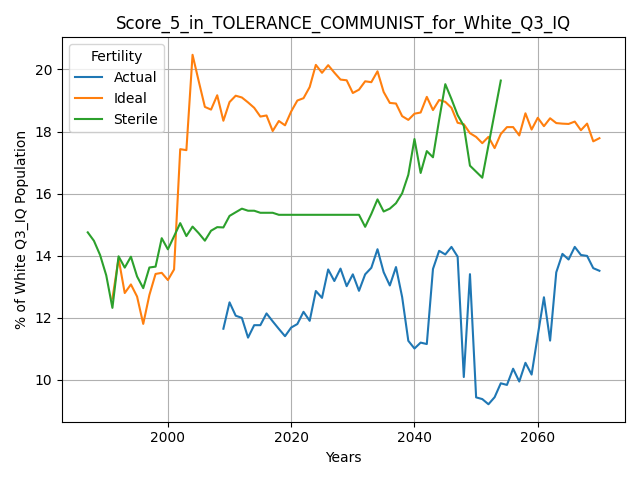 Score_5_in_TOLERANCE_COMMUNIST_for_White_Q3_IQ
Fertility
Actual
Ideal
Sterile
% of White Q3_IQ Population
20
18
16
14
12
10
2000
2020
2040
2060
Years